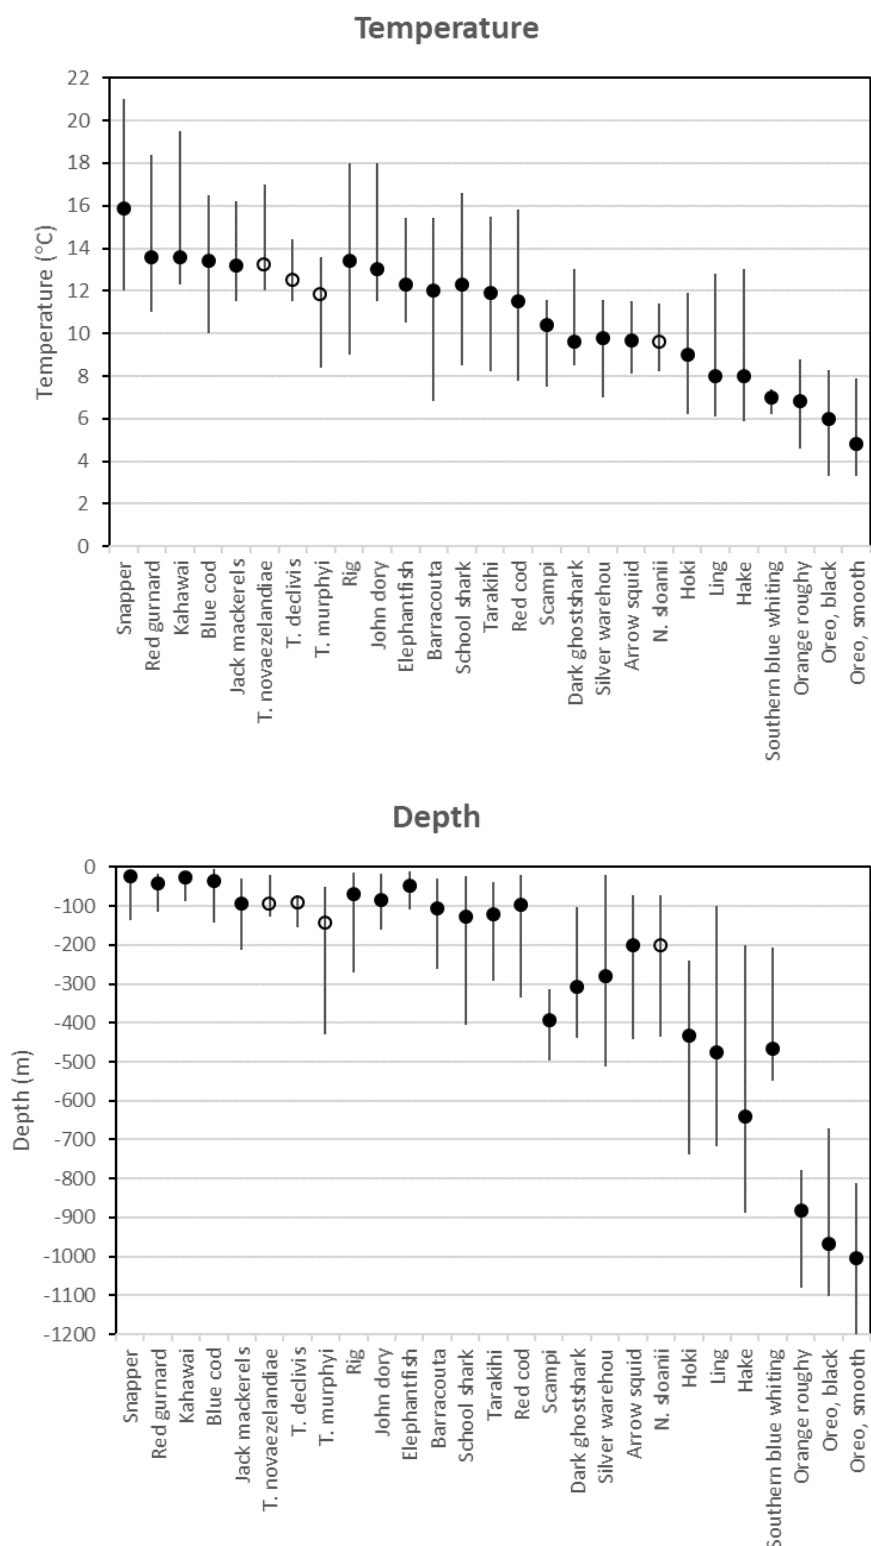 Temperature
22
20
18
16
14
12
10
8
6
4
2
0
Temperature (°C)
Snapper
Red gurnard
Kahawai
Blue cod
Jack mackerels
T. novaezelandiae
T. declivis
T. murphyi
Rig
John dory
Elephantfish
Barracouta
School shark
Tarakihi
Red cod
Scampi
Dark ghostshark
Silver warehou
Arrow squid
N. sloanii
Hoki
Ling
Hake
Southern blue whiting
Orange roughy
Oreo, black
Oreo, smooth
Depth
0
-100
-200
-300
-400
-500
-600
-700
-800
-900
-1000
-1100
-1200
Depth (m)
Snapper
Red gurnard
Kahawai
Blue cod
Jack mackerels
T. novaezelandiae
T. declivis
T. murphyi
Rig
John dory
Elephantfish
Barracouta
School shark
Tarakihi
Red cod
Scampi
Dark ghostshark
Silver warehou
Arrow squid
N. sloanii
Hoki
Ling
Hake
Southern blue whiting
Orange roughy
Oreo, black
Oreo, smooth